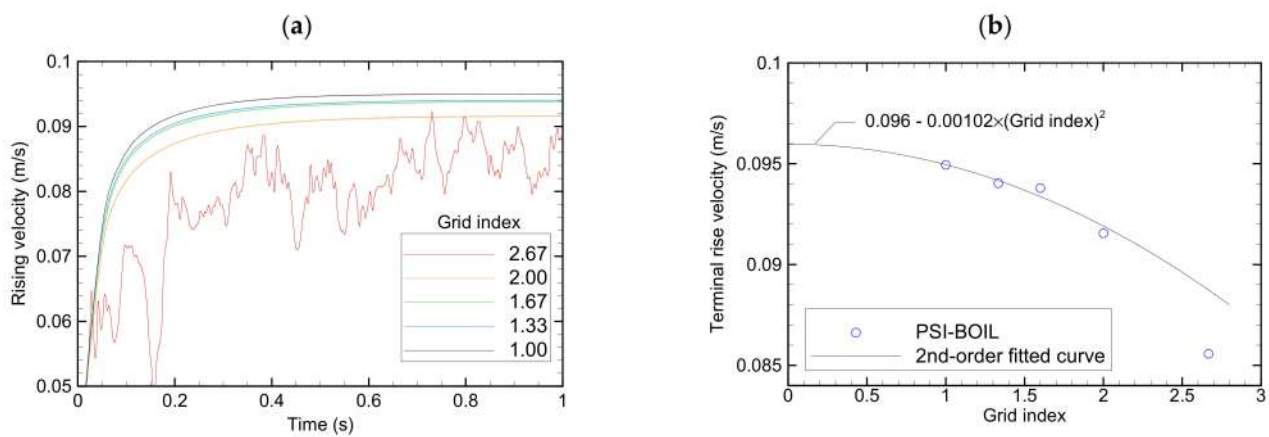 (a)
(b)
0.1
0.09
0.08
0.07
0.06
0.05
Rising velocity (m/s)
0
0.2
0.4
0.6
0.8
1
Time (s)
Grid index
2.67
2.00
1.67
1.33
1.00
0.1
0.095
0.09
0.085
Terminal rise velocity (m/s)
0.096 - 0.00102×(Grid index)²
PSI-BOIL
2nd-order fitted curve
0
0.5
1
1.5
2
2.5
3
Grid index